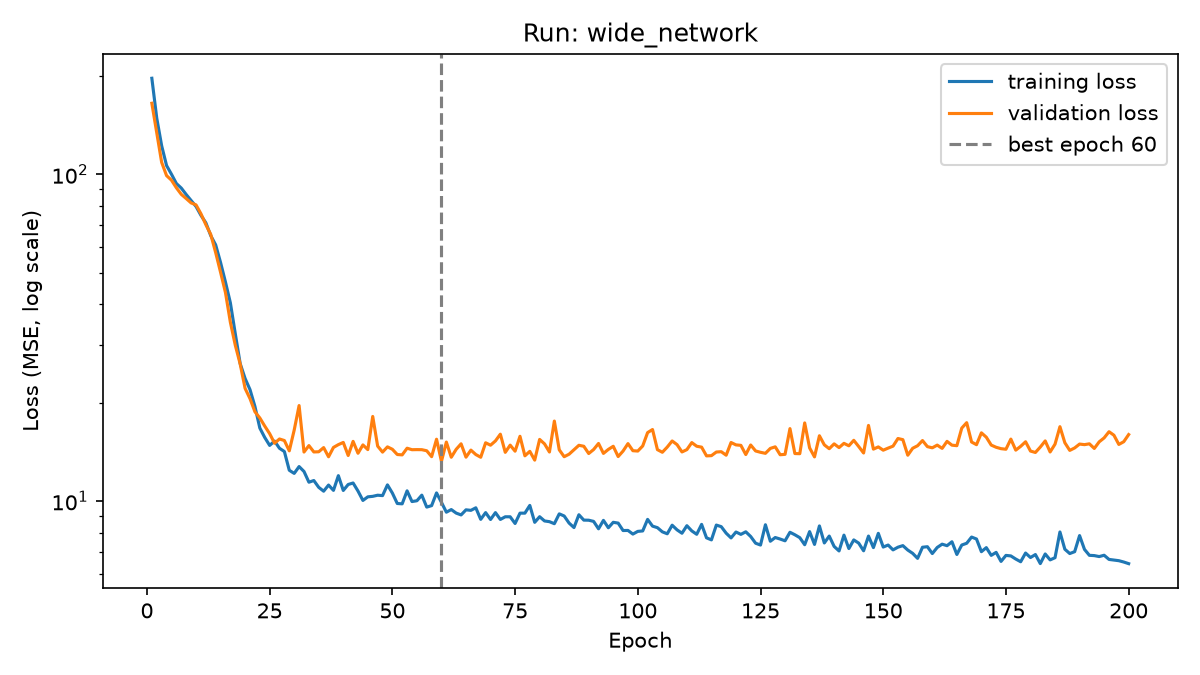 Run: wide_network
training loss
validation loss
best epoch 60
Loss (MSE, log scale)
10²
10¹
0 25 50 75 100 125 150 175 200
Epoch